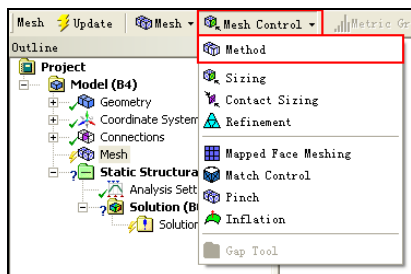 Mesh Update Mesh Mesh Control Metric Gr
Outline
Method
Project
Model (B4)
Sizing
Geometry
Contact Sizing
Coordinate System
Refinement
Connections
Mesh
Mapped Face Meshing
Static Structura
Match Control
Analysis Sett
Pinch
Solution (B
Inflation
Solution
Gap Tool